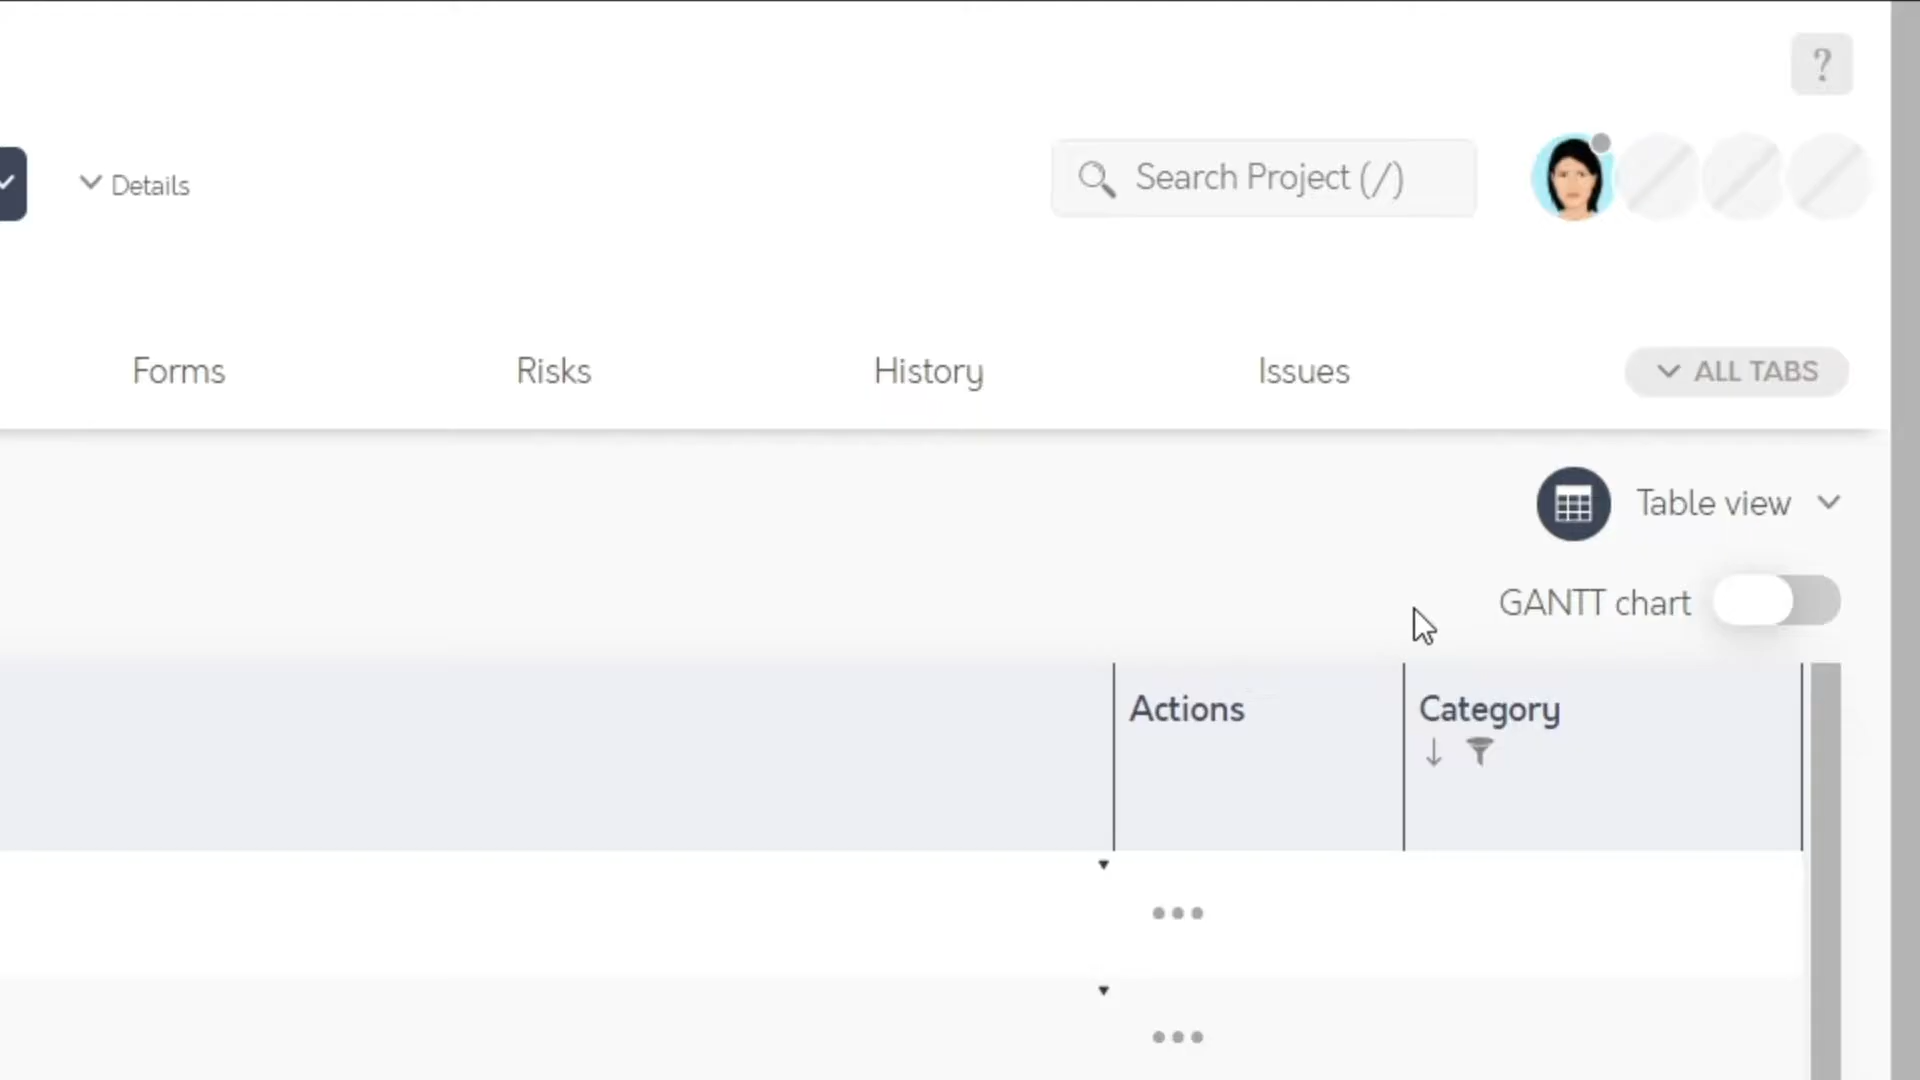 ?
Details
Search Project (/)
Forms
Risks
History
Issues
ALL TABS
Table view
GANTT chart
Actions
Category